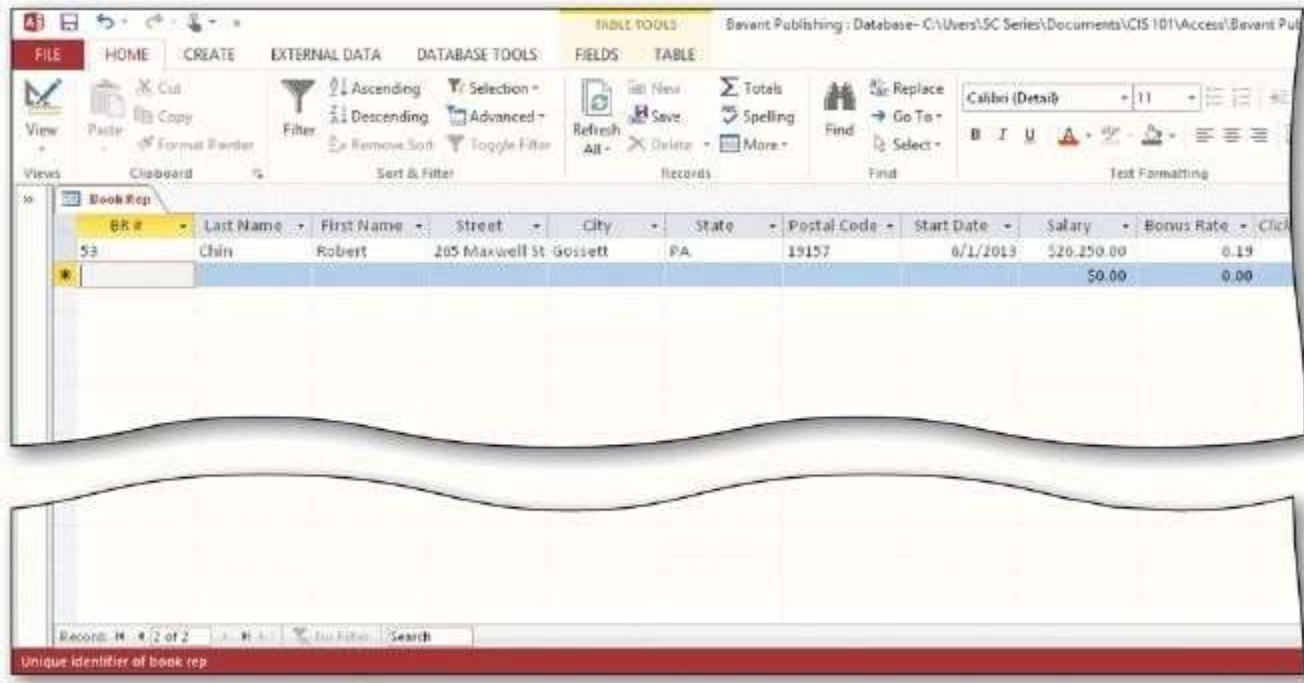 TABLE TOOLS Bavant Publishing : Database- C:\Users\SC Series\Documents\CIS 101\Access\Bavant Pub
FILE HOME CREATE EXTERNAL DATA DATABASE TOOLS FIELDS TABLE
Cut Ascending Selection New Totals Replace Calibri (Detail) 11
Copy Descending Advanced Save Spelling Go To
View Paste Format Painter Filter Remove Sort Toggle Filter Refresh All Delete More Find Select B I U A
Views Clipboard Sort & Filter Records Find Text Formatting
Book Rep
BR # Last Name First Name Street City State Postal Code Start Date Salary Bonus Rate Click
53 Chin Robert 265 Maxwell St Gossett PA 19157 6/1/2013 $26,250.00 0.19
$0.00 0.00
Record: 2 of 2 No Filter Search
Unique identifier of book rep